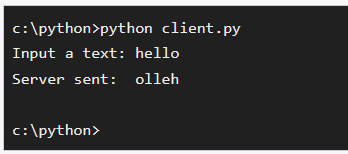 c:\python>python client.py
Input a text: hello
Server sent:  olleh
c:\python>